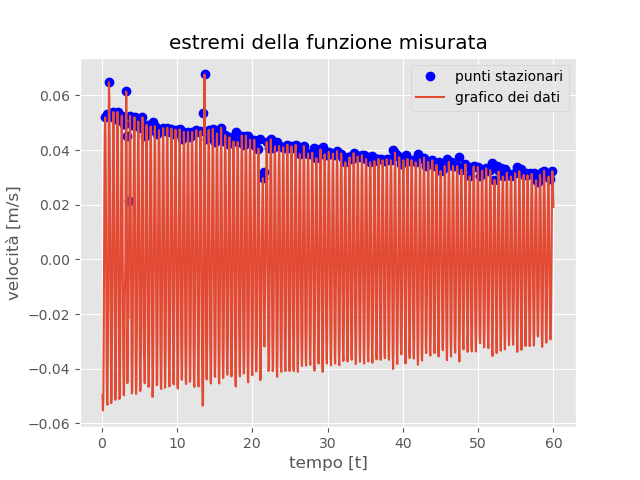 estremi della funzione misurata
punti stazionari
grafico dei dati
velocità [m/s]
0.06
0.04
0.02
0.00
−0.02
−0.04
−0.06
0 10 20 30 40 50 60
tempo [t]